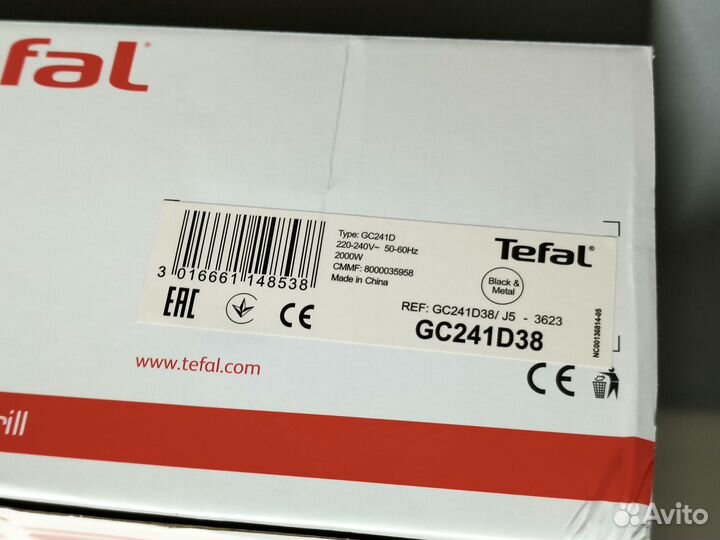 fal®
Type: GC241D
220-240V~ 50-60Hz
2000W
CMMF: 8000035958
Made in China
3 016661 148538
EAC
CE
Tefal®
Black &
Metal
REF: GC241D38/ J5 - 3623
GC241D38
NC00136814-05
www.tefal.com
CE
rill
Avito